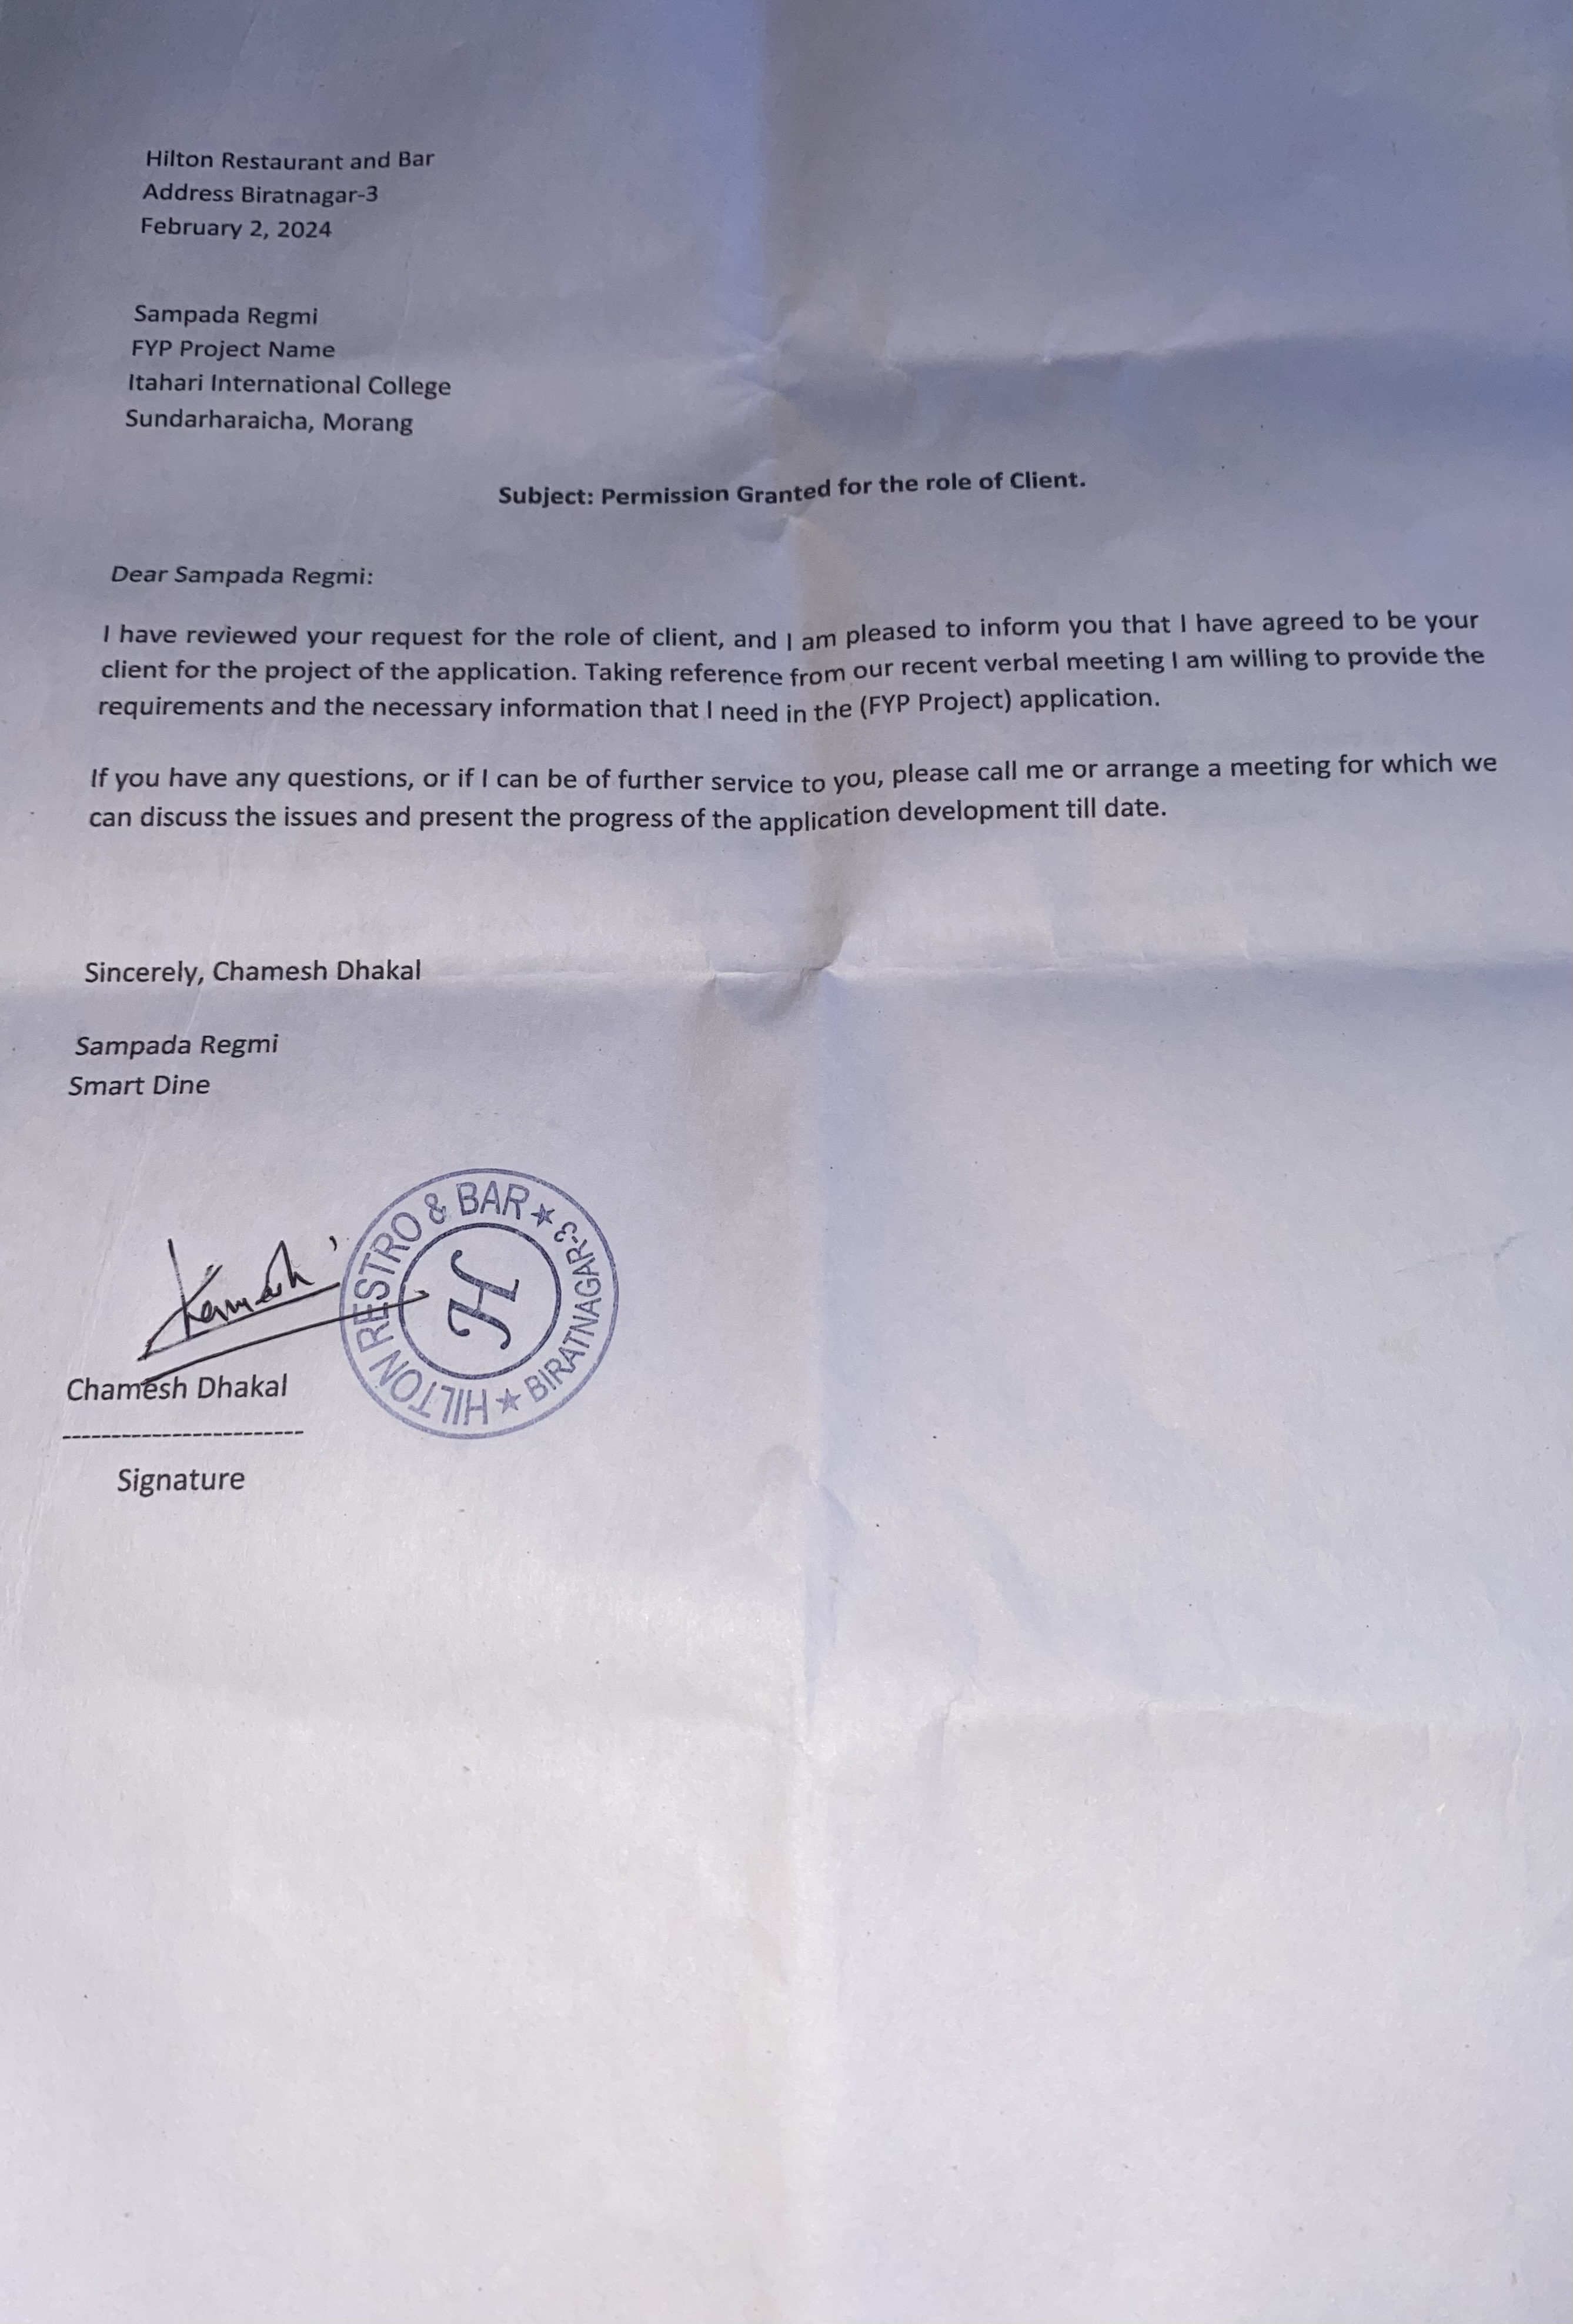 Hilton Restaurant and Bar
Address Biratnagar-3
February 2, 2024
Sampada Regmi
FYP Project Name
Itahari International College
Sundarharaicha, Morang
Subject: Permission Granted for the role of Client.
Dear Sampada Regmi:
I have reviewed your request for the role of client, and I am pleased to inform you that I have agreed to be your
client for the project of the application. Taking reference from our recent verbal meeting I am willing to provide the
requirements and the necessary information that I need in the (FYP Project) application.
If you have any questions, or if I can be of further service to you, please call me or arrange a meeting for which we
can discuss the issues and present the progress of the application development till date.
Sincerely, Chamesh Dhakal
Sampada Regmi
Smart Dine
HILTON RESTRO & BAR ★ BIRATNAGAR-3 ★
H
Chamesh Dhakal
------------------------
Signature